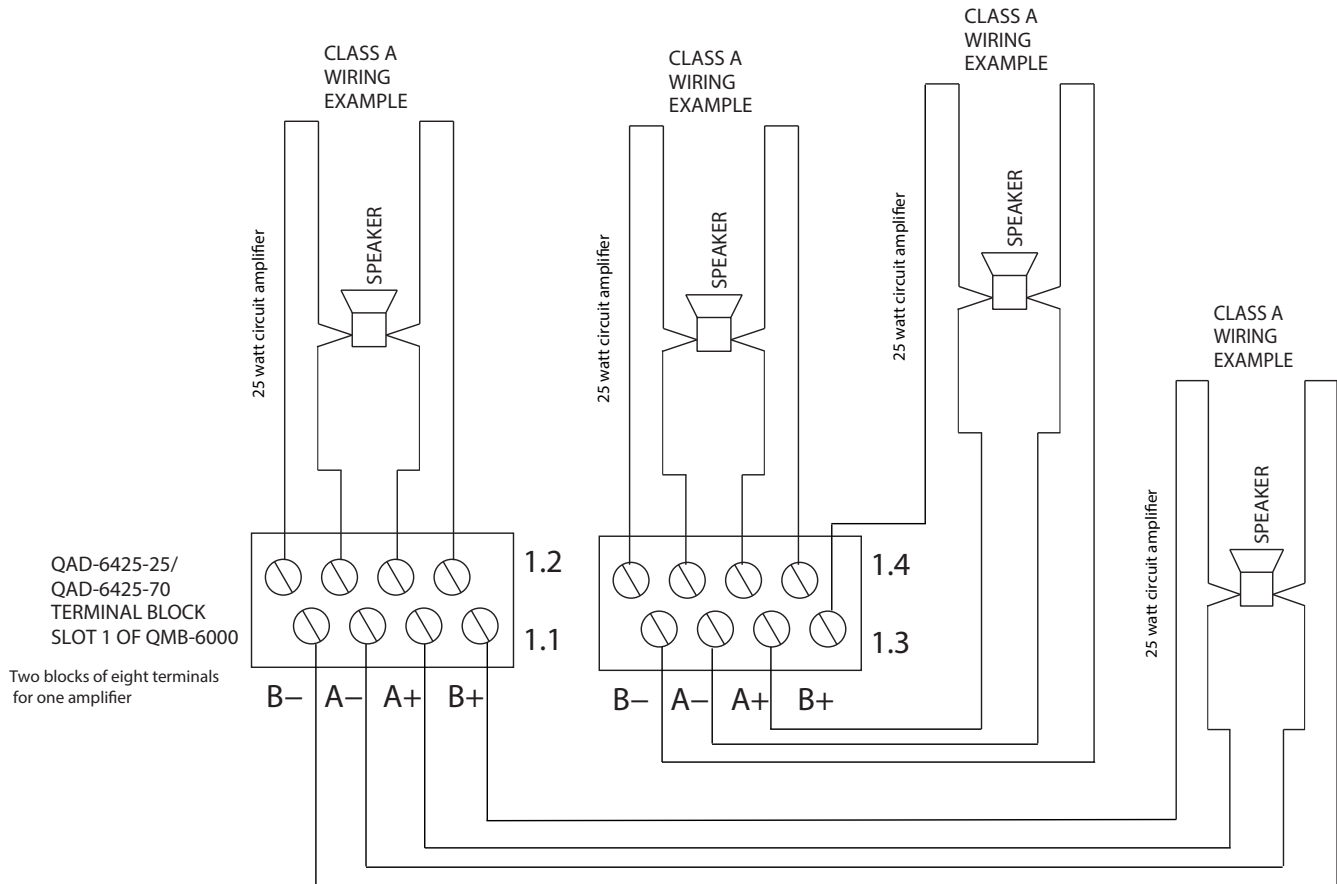 CLASS A
WIRING
EXAMPLE
CLASS A
WIRING
EXAMPLE
CLASS A
WIRING
EXAMPLE
CLASS A
WIRING
EXAMPLE
25 watt circuit amplifier
SPEAKER
25 watt circuit amplifier
SPEAKER
25 watt circuit amplifier
SPEAKER
25 watt circuit amplifier
SPEAKER
QAD-6425-25/
QAD-6425-70
TERMINAL BLOCK
SLOT 1 OF QMB-6000
Two blocks of eight terminals
for one amplifier
1.2
1.1
B– A– A+ B+
1.4
1.3
B– A– A+ B+